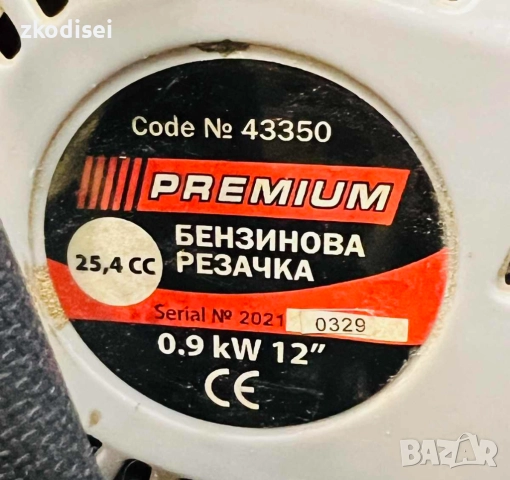 zkodisei
Code № 43350
PREMIUM
25,4 CC
БЕНЗИНОВА
РЕЗАЧКА
Serial № 2021 0329
0.9 kW 12"
CE
BAZAR